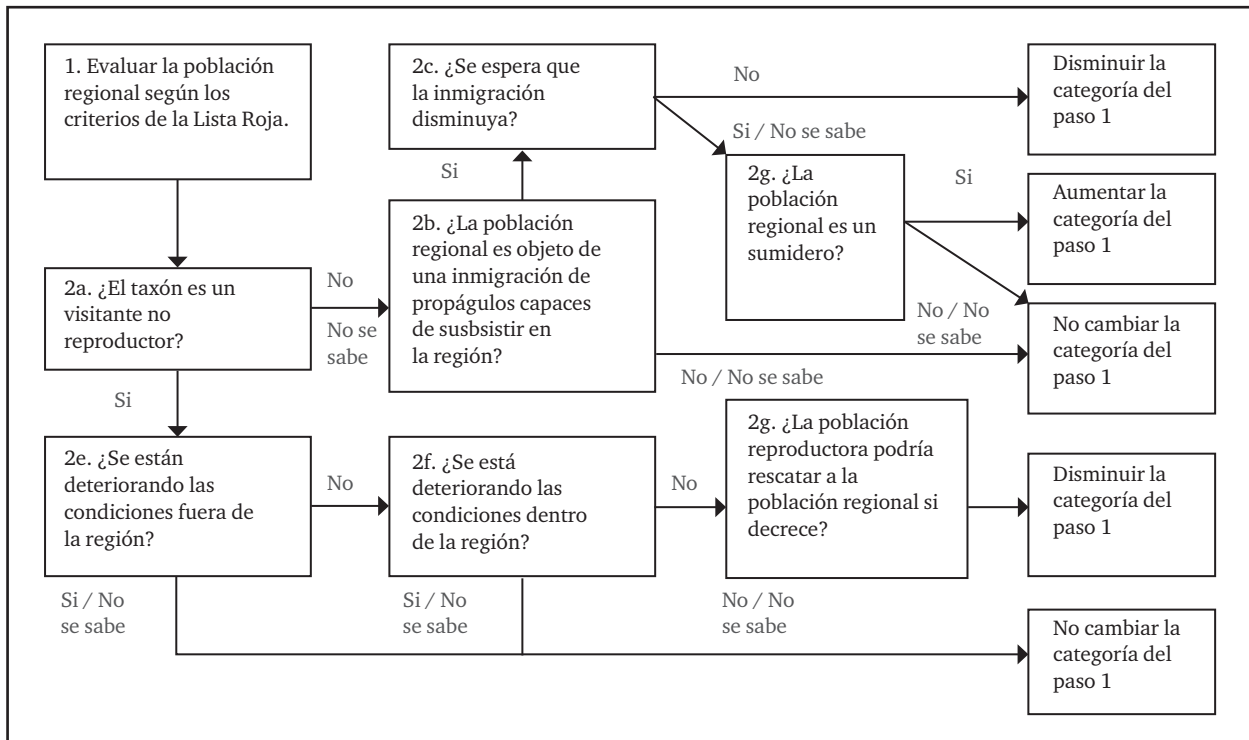 1. Evaluar la población
regional según los
criterios de la Lista Roja.
2c. ¿Se espera que
la inmigración
disminuya?
No
Disminuir la
categoría del
paso 1
Si / No se sabe
Si
2g. ¿La
población
regional es un
sumidero?
Si
Aumentar la
categoría del
paso 1
2a. ¿El taxón es un
visitante no
reproductor?
No
No se
sabe
2b. ¿La población
regional es objeto de
una inmigración de
propágulos capaces
de susbsistir en
la región?
No / No
se sabe
No / No se sabe
No cambiar la
categoría del
paso 1
Si
2e. ¿Se están
deteriorando las
condiciones fuera de
la región?
No
2f. ¿Se está
deteriorando las
condiciones dentro
de la región?
No
2g. ¿La población
reproductora podría
rescatar a la
población regional si
decrece?
Disminuir la
categoría del
paso 1
Si / No
se sabe
Si / No
se sabe
No / No
se sabe
No cambiar la
categoría del
paso 1